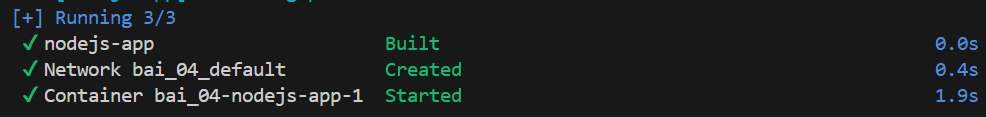 [+] Running 3/3
✓ nodejs-app Built 0.0s
✓ Network bai_04_default Created 0.4s
✓ Container bai_04-nodejs-app-1 Started 1.9s